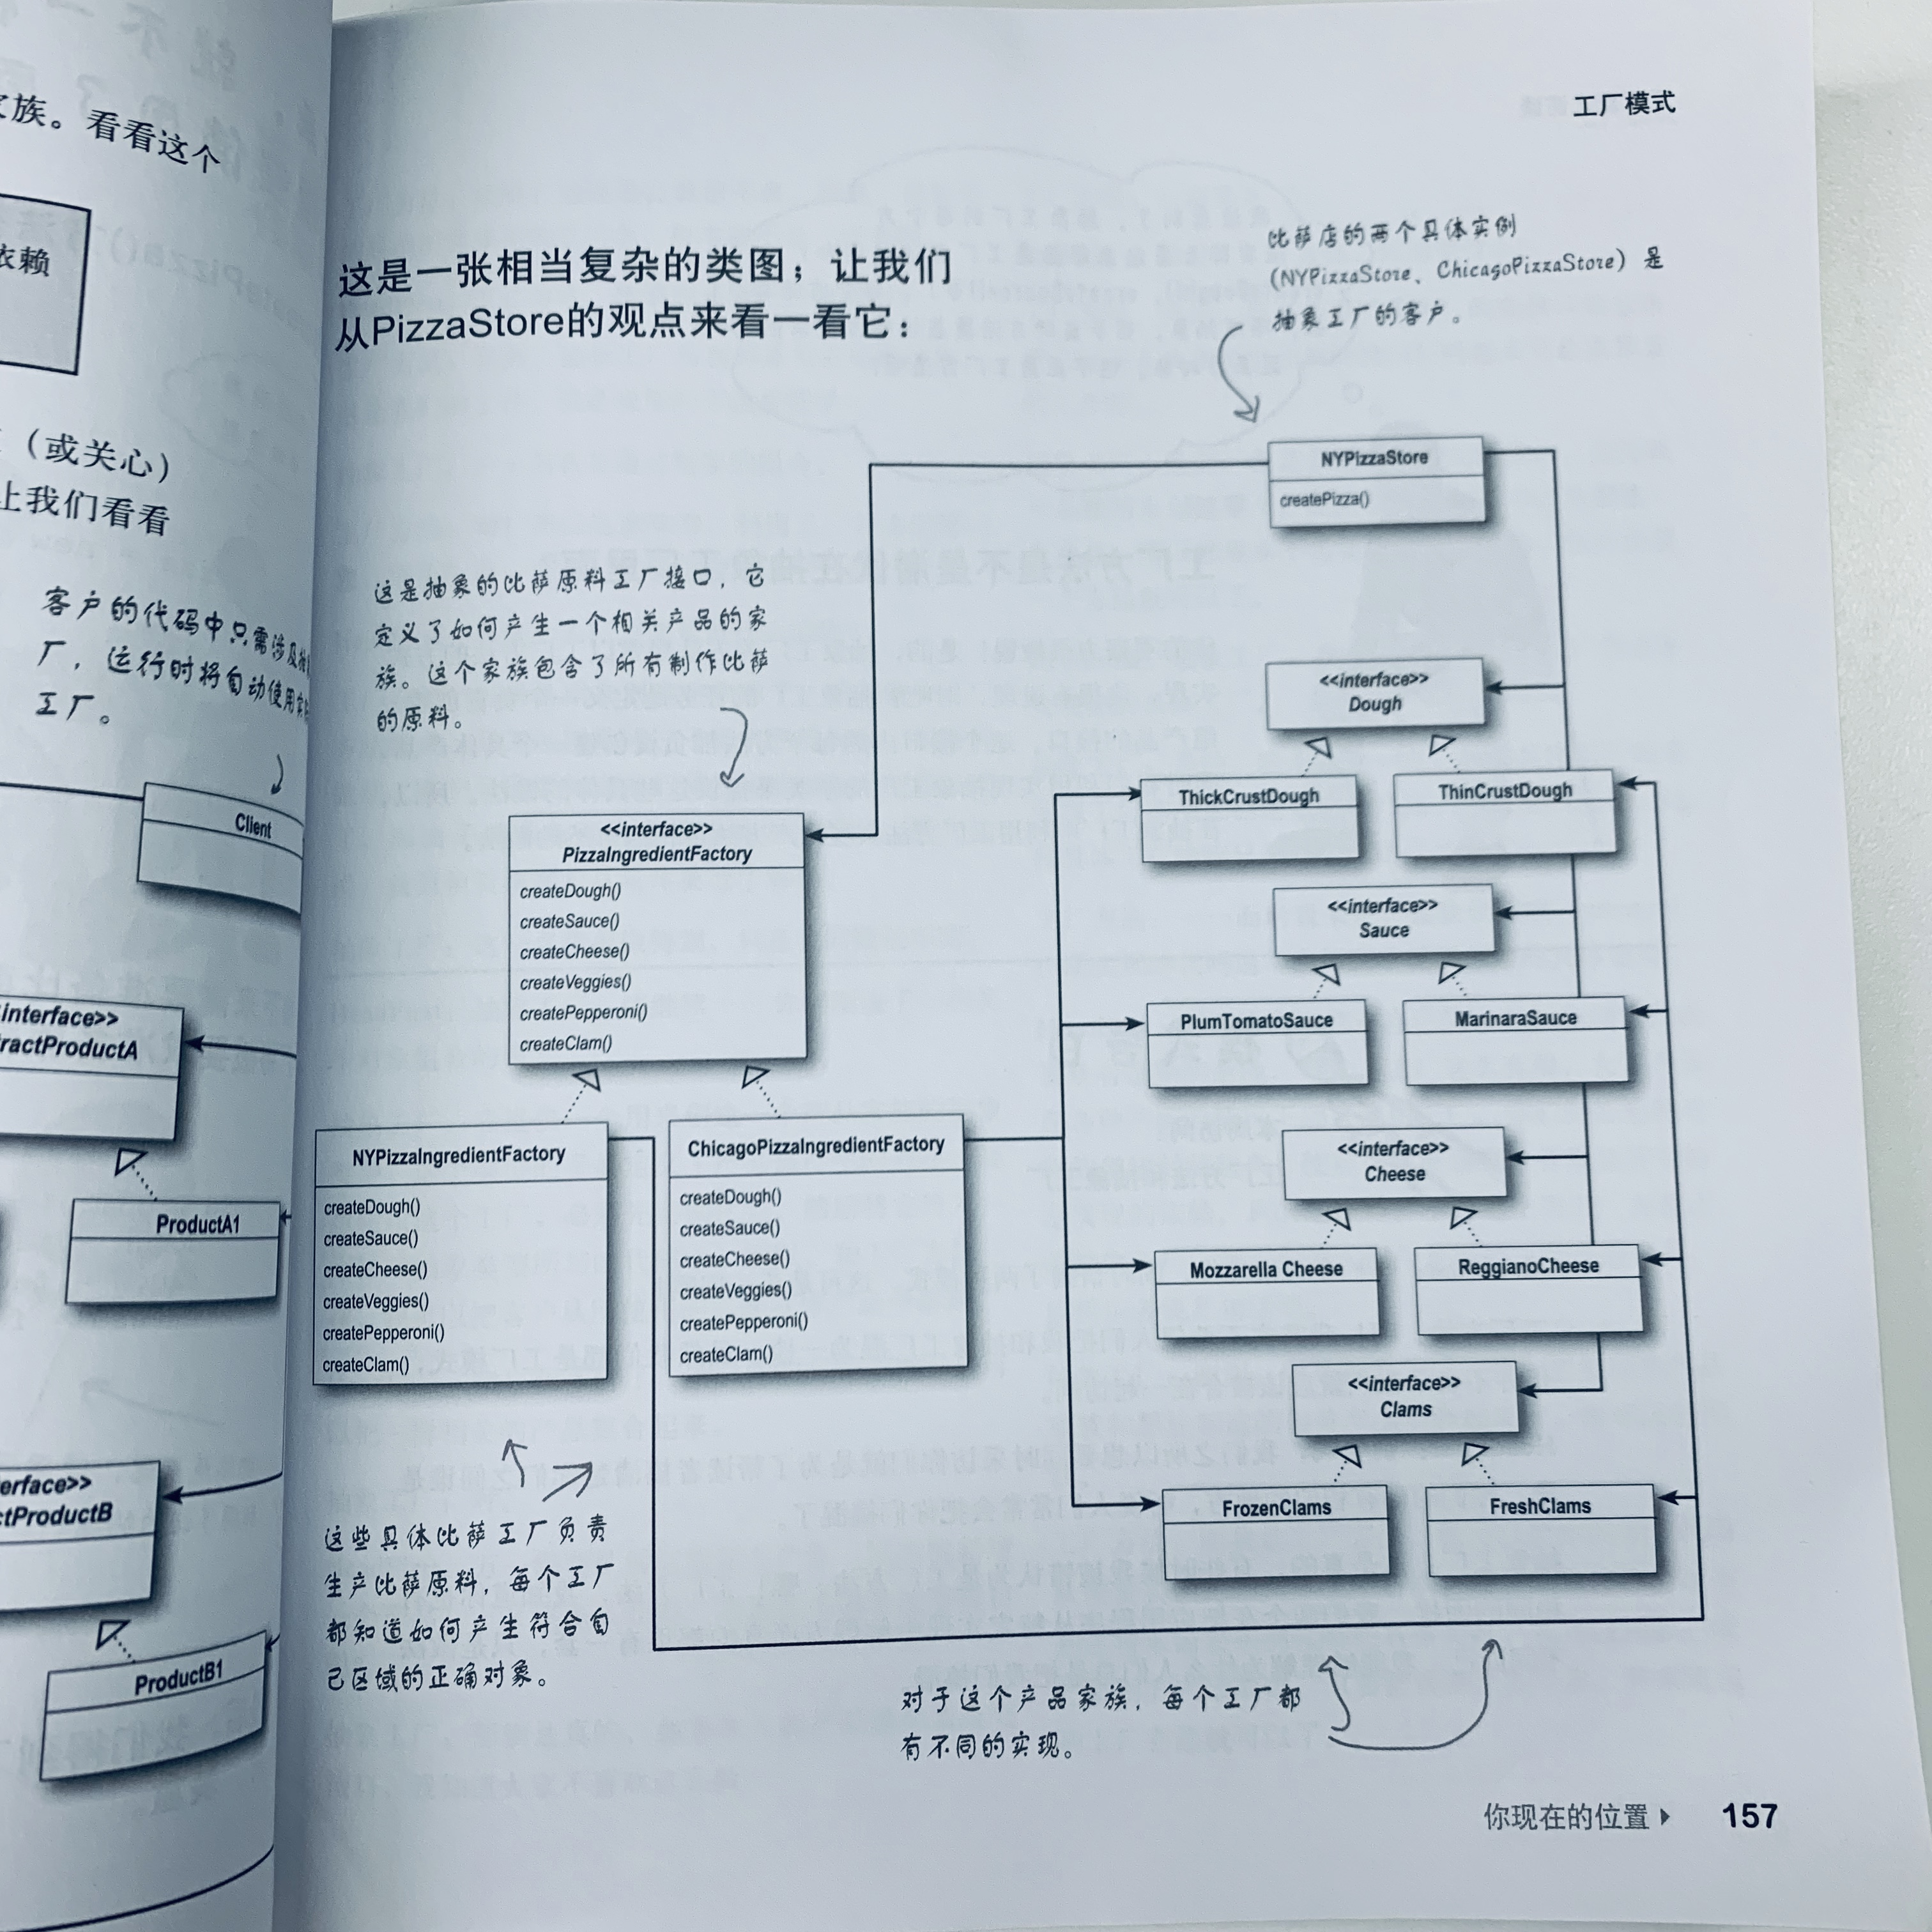 家族。看看这个
依赖
（或关心）
让我们看看
客户的代码中只需涉及
厂，运行时将自动使用
工厂。
Client
interface>>
ractProductA
ProductA1
erface>>
ctProductB
ProductB1
工厂模式
这是一张相当复杂的类图；让我们
从PizzaStore的观点来看一看它：
比萨店的两个具体实例
（NYPizzaStore、ChicagoPizzaStore）是
抽象工厂的客户。
NYPizzaStore
createPizza()
这是抽象的比萨原料工厂接口，它
定义了如何产生一个相关产品的家
族。这个家族包含了所有制作比萨
的原料。
<<interface>>
Dough
ThickCrustDough
ThinCrustDough
<<interface>>
PizzaIngredientFactory
createDough()
createSauce()
createCheese()
createVeggies()
createPepperoni()
createClam()
<<interface>>
Sauce
PlumTomatoSauce
MarinaraSauce
NYPizzaIngredientFactory
createDough()
createSauce()
createCheese()
createVeggies()
createPepperoni()
createClam()
ChicagoPizzaIngredientFactory
createDough()
createSauce()
createCheese()
createVeggies()
createPepperoni()
createClam()
<<interface>>
Cheese
Mozzarella Cheese
ReggianoCheese
<<interface>>
Clams
FrozenClams
FreshClams
这些具体比萨工厂负责
生产比萨原料，每个工厂
都知道如何产生符合自
己区域的正确对象。
对于这个产品家族，每个工厂都
有不同的实现。
你现在的位置 ▸ 157